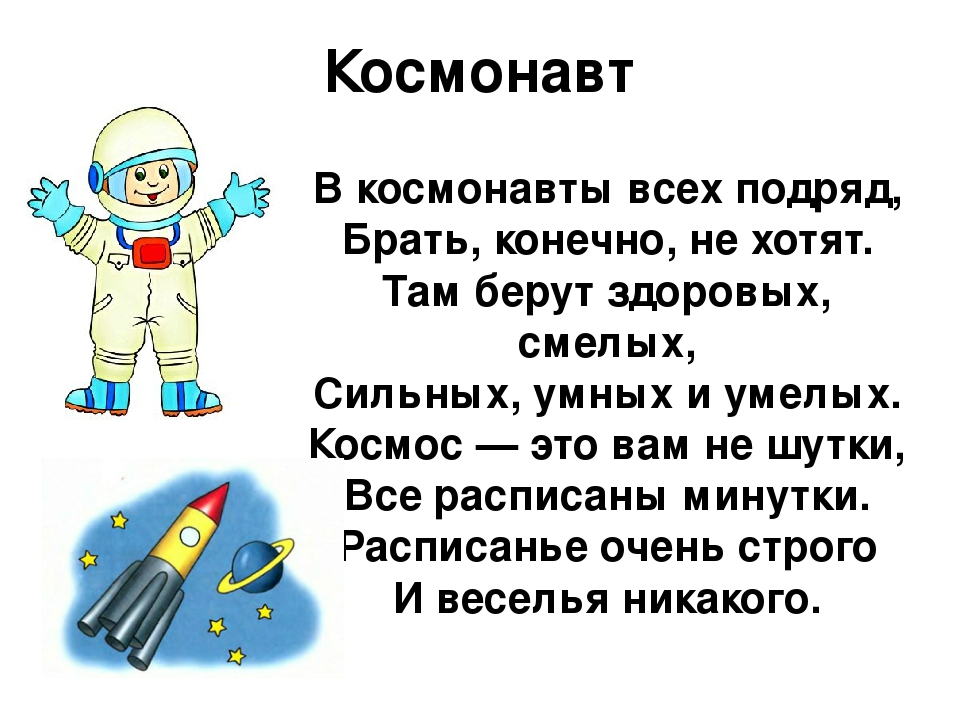 Космонавт
В космонавты всех подряд,
Брать, конечно, не хотят.
Там берут здоровых,
смелых,
Сильных, умных и умелых.
Космос — это вам не шутки,
Все расписаны минутки.
Расписанье очень строго
И веселья никакого.